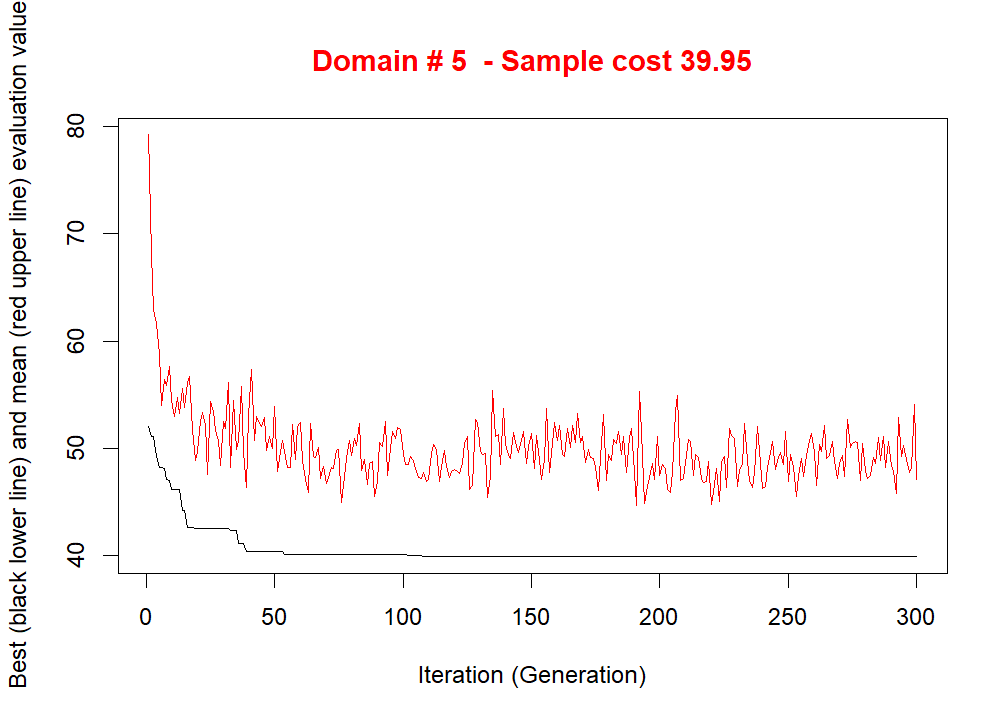 Domain # 5  - Sample cost 39.95
Best (black lower line) and mean (red upper line) evaluation value
80
70
60
50
40
0 50 100 150 200 250 300
Iteration (Generation)